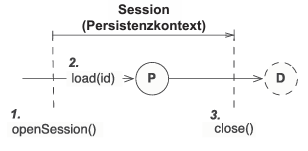 Session
(Persistenzkontext)
2.
load(id)
P
D
1.
openSession()
3.
close()